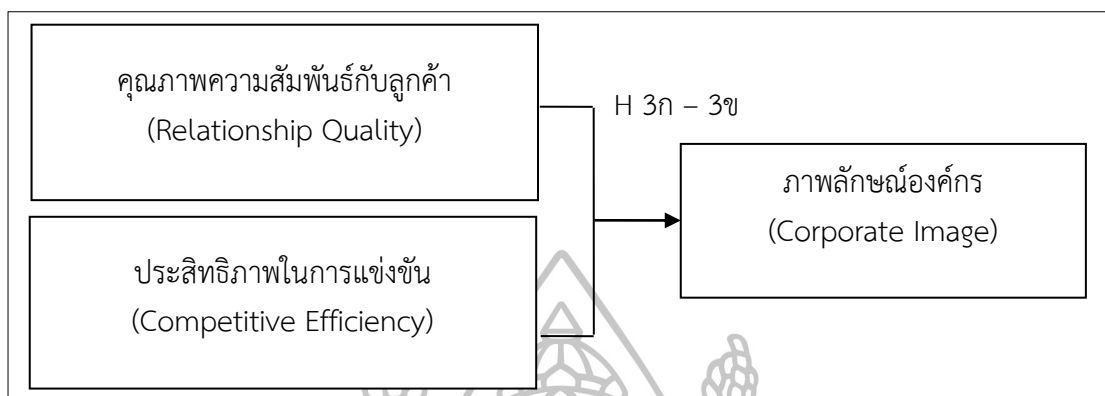 คุณภาพความสัมพันธ์กับลูกค้า
(Relationship Quality)
H 3ก – 3ข
ภาพลักษณ์องค์กร
(Corporate Image)
ประสิทธิภาพในการแข่งขัน
(Competitive Efficiency)